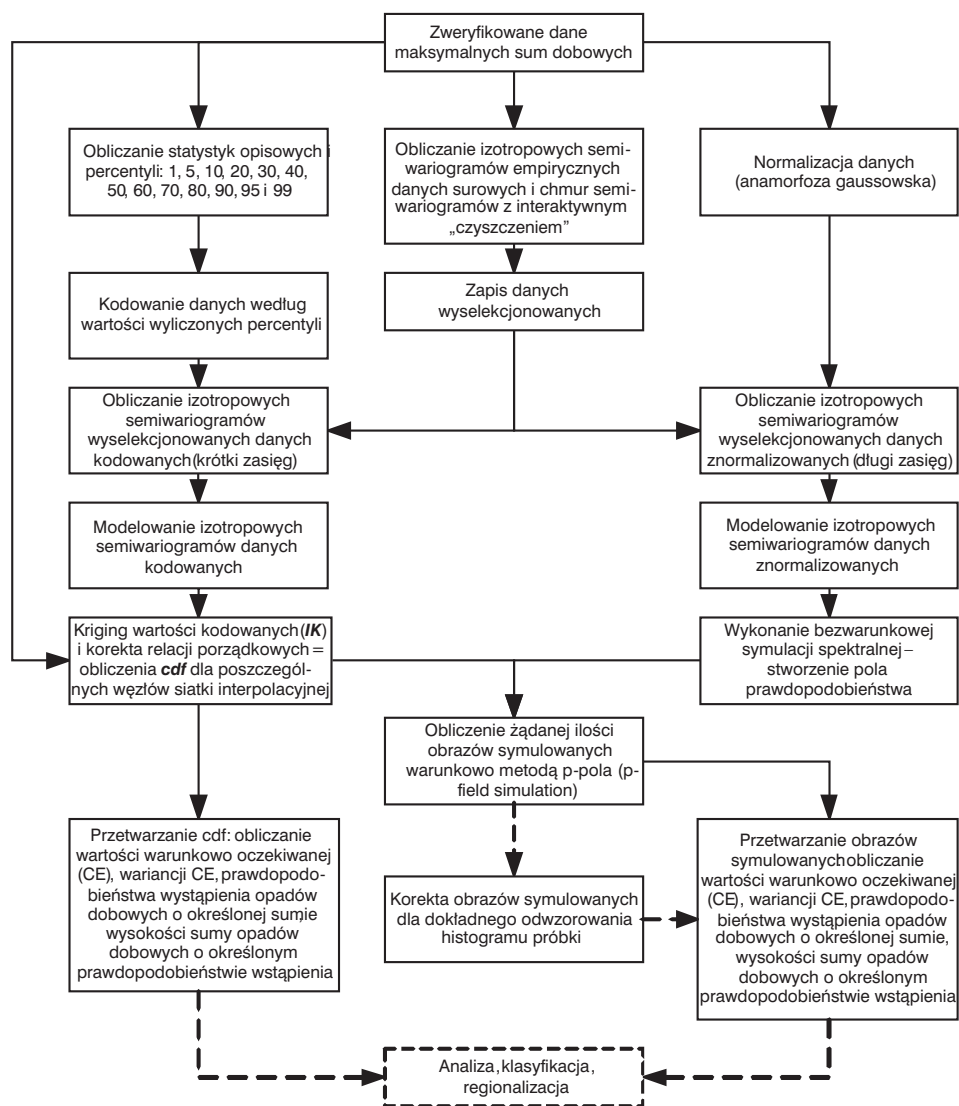 Zweryfikowane dane
maksymalnych sum dobowych
Obliczanie statystyk opisowych i
percentyli: 1, 5, 10, 20, 30, 40,
50, 60, 70, 80, 90, 95 i 99
Obliczanie izotropowych semi-
wariogramów empirycznych
danych surowych i chmur semi-
wariogramów z interaktywnym
„czyszczeniem”
Normalizacja danych
(anamorfoza gaussowska)
Kodowanie danych według
wartości wyliczonych percentyli
Zapis danych
wyselekcjonowanych
Obliczanie izotropowych
semiwariogramów
wyselekcjonowanych danych
kodowanych (krótki zasięg)
Obliczanie izotropowych
semiwariogramów
wyselekcjonowanych danych
znormalizowanych (długi zasięg)
Modelowanie izotropowych
semiwariogramów danych
kodowanych
Modelowanie izotropowych
semiwariogramów danych
znormalizowanych
Kriging wartości kodowanych (IK)
i korekta relacji porządkowych =
obliczenia cdf dla poszczegól-
nych węzłów siatki interpolacyjnej
Wykonanie bezwarunkowej
symulacji spektralnej –
stworzenie pola
prawdopodobieństwa
Obliczenie żądanej ilości
obrazów symulowanych
warunkowo metodą p-pola (p-
field simulation)
Przetwarzanie cdf: obliczanie
wartości warunkowo oczekiwanej
(CE), wariancji CE, prawdopodo-
bieństwa wystąpienia opadów
dobowych o określonej sumie
wysokości sumy opadów
dobowych o określonym
prawdopodobieństwie wstąpienia
Korekta obrazów symulowanych
dla dokładnego odwzorowania
histogramu próbki
Przetwarzanie obrazów
symulowanych obliczanie
wartości warunkowo oczekiwanej
(CE), wariancji CE, prawdopodo-
bieństwa wystąpienia opadów
dobowych o określonej sumie,
wysokości sumy opadów
dobowych o określonym
prawdopodobieństwie wstąpienia
Analiza, klasyfikacja,
regionalizacja